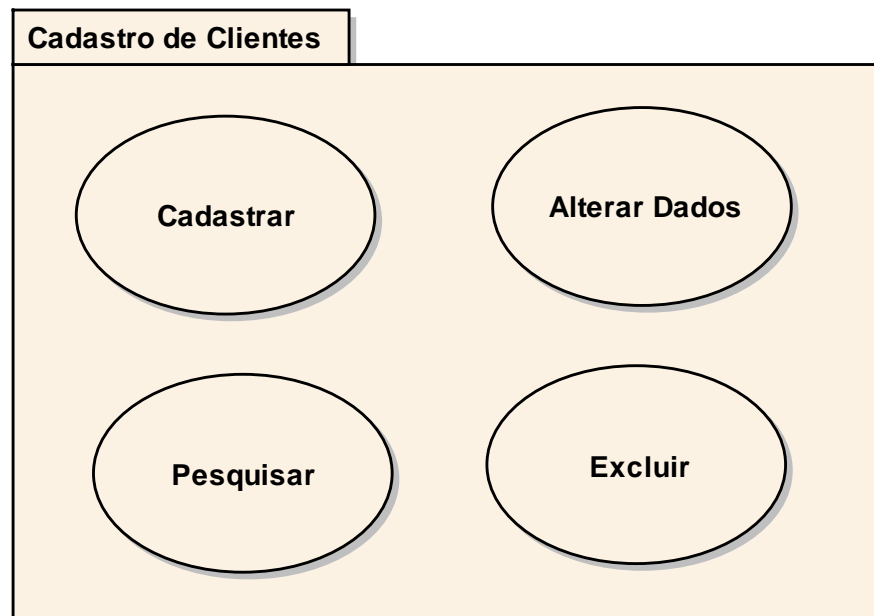 Cadastro de Clientes
Cadastrar
Alterar Dados
Pesquisar
Excluir